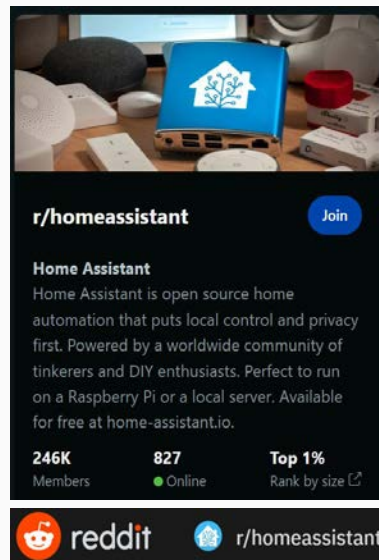 r/homeassistant
Join
Home Assistant
Home Assistant is open source home
automation that puts local control and privacy
first. Powered by a worldwide community of
tinkerers and DIY enthusiasts. Perfect to run
on a Raspberry Pi or a local server. Available
for free at home-assistant.io.
246K 827 Top 1%
Members Online Rank by size
reddit r/homeassistant